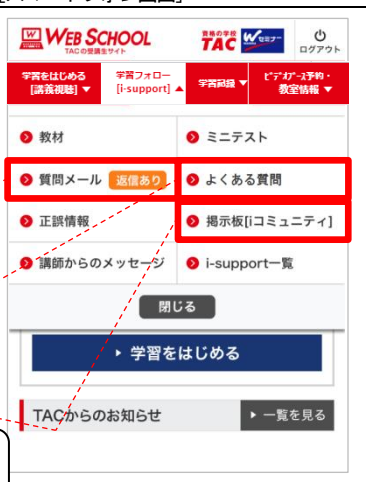 WEB SCHOOL
TACの受講生サイト
資格の学校
TAC
Wセミナー
ログアウト
学習をはじめる
[講義視聴] ▼
学習フォロー
[i-support] ▲
学習記録 ▼
ビデオブース予約・
教室情報 ▼
教材
ミニテスト
質問メール 返信あり
よくある質問
正誤情報
掲示板[iコミュニティ]
講師からのメッセージ
i-support一覧
閉じる
学習をはじめる
TACからのお知らせ
一覧を見る